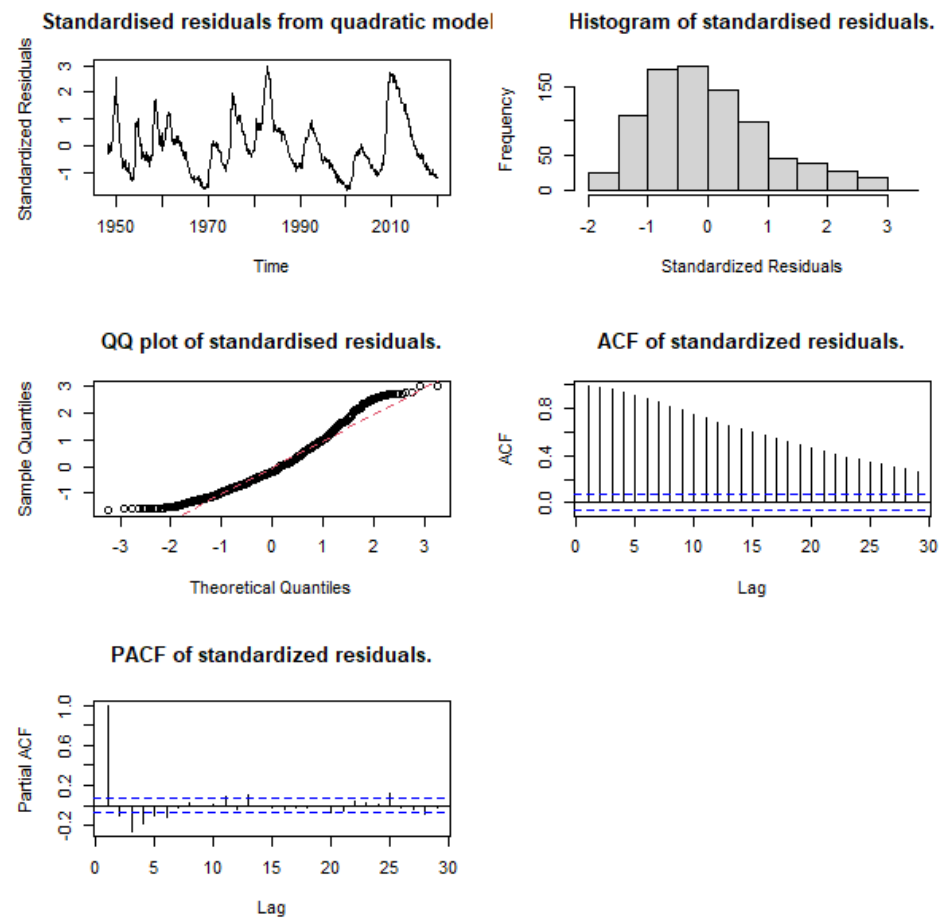 Standardised residuals from quadratic model
Standardized Residuals
3
2
1
0
-1
1950 1970 1990 2010
Time
Histogram of standardised residuals.
Frequency
150
50
0
-2 -1 0 1 2 3
Standardized Residuals
QQ plot of standardised residuals.
Sample Quantiles
3
2
1
0
-1
-3 -2 -1 0 1 2 3
Theoretical Quantiles
ACF of standardized residuals.
ACF
0.8
0.4
0.0
0 5 10 15 20 25 30
Lag
PACF of standardized residuals.
Partial ACF
1.0
0.6
0.2
-0.2
0 5 10 15 20 25 30
Lag